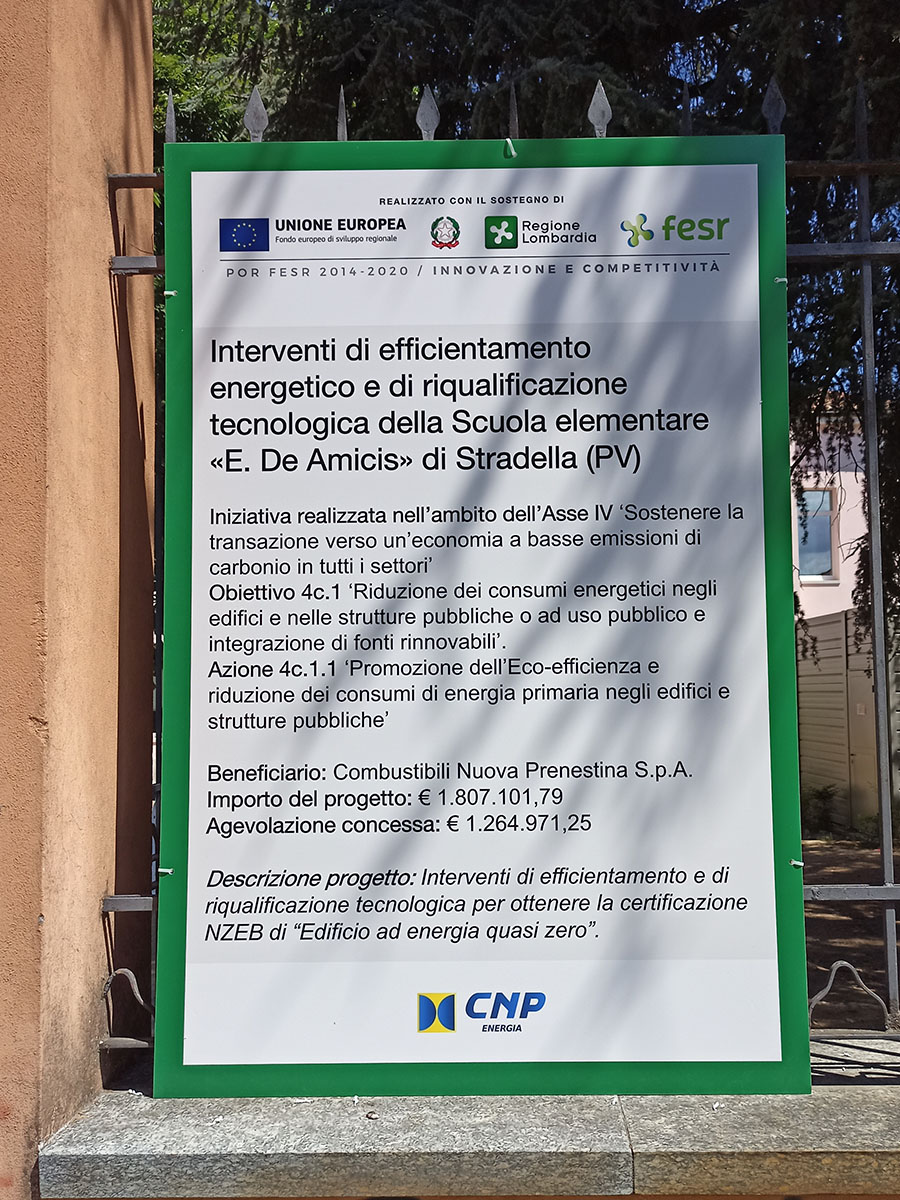 REALIZZATO CON IL SOSTEGNO DI
UNIONE EUROPEA
Fondo europeo di sviluppo regionale
Regione
Lombardia
fesr
POR FESR 2014-2020 / INNOVAZIONE E COMPETITIVITÀ
Interventi di efficientamento
energetico e di riqualificazione
tecnologica della Scuola elementare
«E. De Amicis» di Stradella (PV)
Iniziativa realizzata nell'ambito dell'Asse IV 'Sostenere la
transazione verso un'economia a basse emissioni di
carbonio in tutti i settori'
Obiettivo 4c.1 'Riduzione dei consumi energetici negli
edifici e nelle strutture pubbliche o ad uso pubblico e
integrazione di fonti rinnovabili'.
Azione 4c.1.1 'Promozione dell'Eco-efficienza e
riduzione dei consumi di energia primaria negli edifici e
strutture pubbliche'
Beneficiario: Combustibili Nuova Prenestina S.p.A.
Importo del progetto: € 1.807.101,79
Agevolazione concessa: € 1.264.971,25
Descrizione progetto: Interventi di efficientamento e di
riqualificazione tecnologica per ottenere la certificazione
NZEB di "Edificio ad energia quasi zero".
CNP
ENERGIA